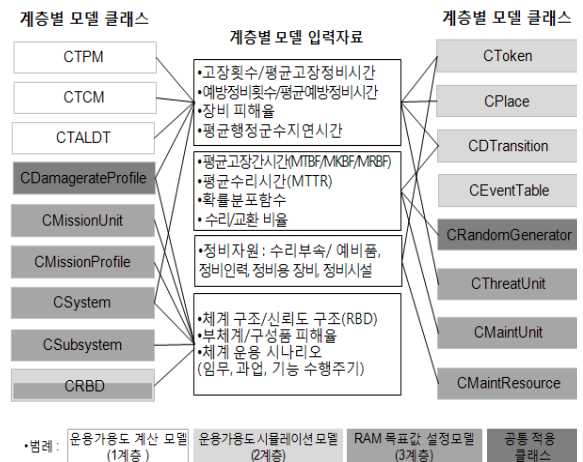 계층별 모델 클래스
CTPM
CTCM
CTALDT
CDamagerateProfile
CMissionUnit
CMissionProfile
CSystem
CSubsystem
CRBD
계층별 모델 입력자료
•고장횟수/평균고장정비시간
•예방정비횟수/평균예방정비시간
•장비 피해율
•평균행정군수지연시간
•평균고장간시간(MTBF/MKBF/MRBF)
•평균수리시간(MTTR)
•확률분포함수
•수리/교환 비율
•정비자원 : 수리부속/ 예비품,
정비인력, 정비용 장비, 정비시설
•체계 구조/신뢰도 구조(RBD)
•부체계/구성품 피해율
•체계 운용 시나리오
(임무, 과업, 기능 수행주기)
계층별 모델 클래스
CToken
CPlace
CDTransition
CEventTable
CRandomGenerator
CThreatUnit
CMaintUnit
CMaintResource
•범례 :
운용가용도 계산 모델
(1계층 )
운용가용도 시뮬레이션 모델
(2계층)
RAM 목표값 설정모델
(3계층)
공통 적용
클래스